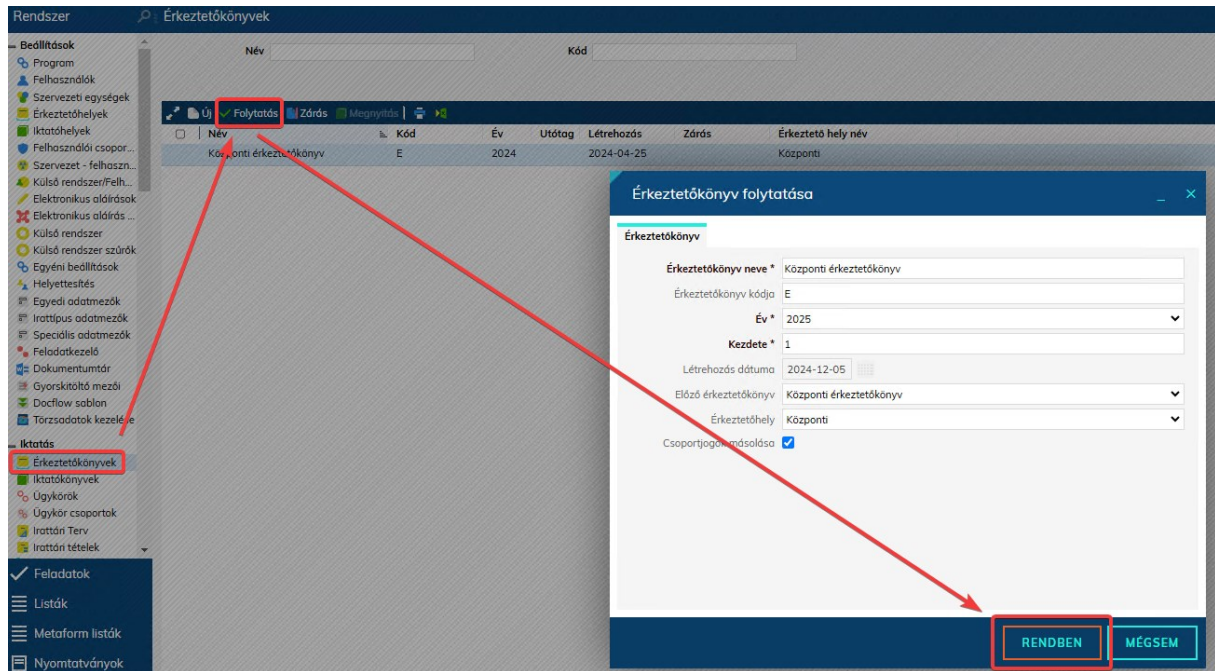 Rendszer
Érkeztetőkönyvek
Beállítások
Program
Felhasználók
Szervezeti egységek
Érkeztetőhelyek
Iktatóhelyek
Felhasználói csopor...
Szervezet - felhaszn...
Külső rendszer/Felh...
Elektronikus aláírások
Elektronikus aláírás ...
Külső rendszer
Külső rendszer szűrők
Egyéni beállítások
Helyettesítés
Egyedi adatmezők
Irattípus adatmezők
Speciális adatmezők
Feladatkezelő
Dokumentumtár
Gyorskitöltő mezői
Docflow sablon
Törzsadatok kezelése
Iktatás
Érkeztetőkönyvek
Iktatókönyvek
Ügykörök
Ügykör csoportok
Irattári Terv
Irattári tételek
Feladatok
Listák
Metaform listák
Nyomtatványok
Név Kód
Új Folytatás Zárás Megnyitás
Név Kód Év Utótag Létrehozás Zárás Érkeztető hely név
Központi érkeztetőkönyv E 2024 2024-04-25 Központi
Érkeztetőkönyv folytatása
Érkeztetőkönyv
Érkeztetőkönyv neve * Központi érkeztetőkönyv
Érkeztetőkönyv kódja E
Év * 2025
Kezdete * 1
Létrehozás dátuma 2024-12-05
Előző érkeztetőkönyv Központi érkeztetőkönyv
Érkeztetőhely Központi
Csoportjogok másolása
RENDBEN MÉGSEM